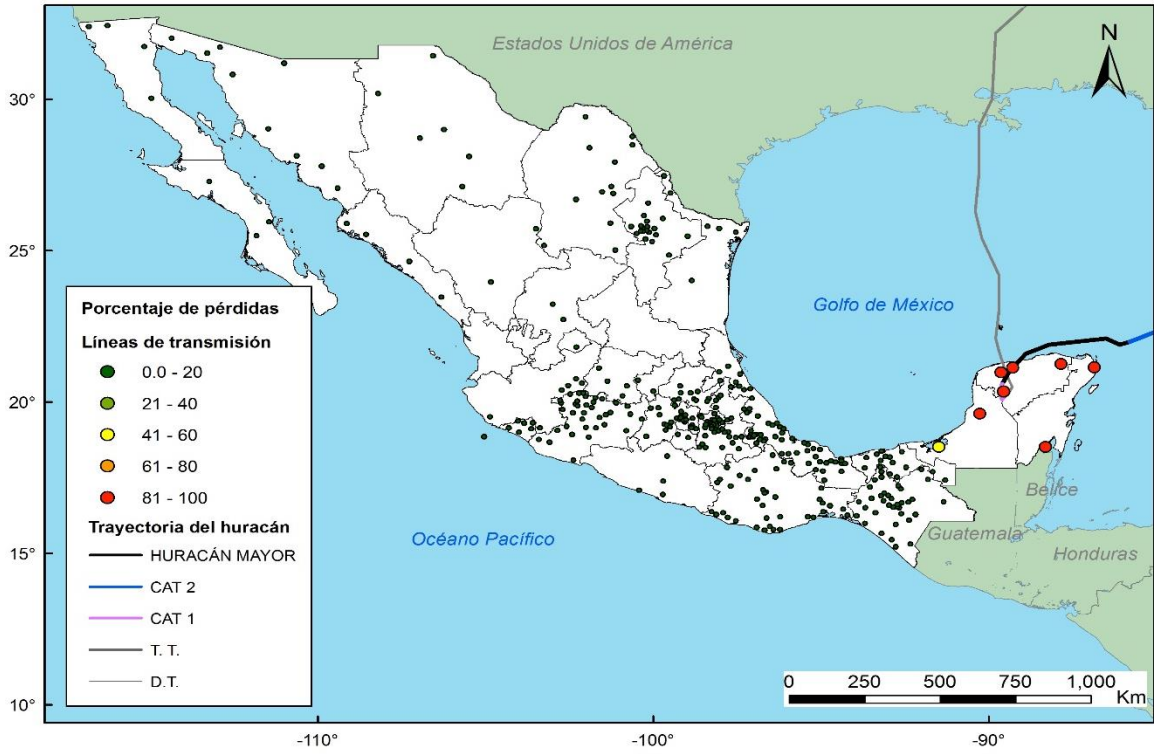 Estados Unidos de América
N
30°
25°
Golfo de México
Porcentaje de pérdidas
Líneas de transmisión
0.0 - 20
21 - 40
41 - 60
61 - 80
81 - 100
Trayectoria del huracán
HURACÁN MAYOR
CAT 2
CAT 1
T. T.
D.T.
20°
Belice
Guatemala
Océano Pacífico
Honduras
15°
0 250 500 750 1,000
Km
10°
-110° -100° -90°